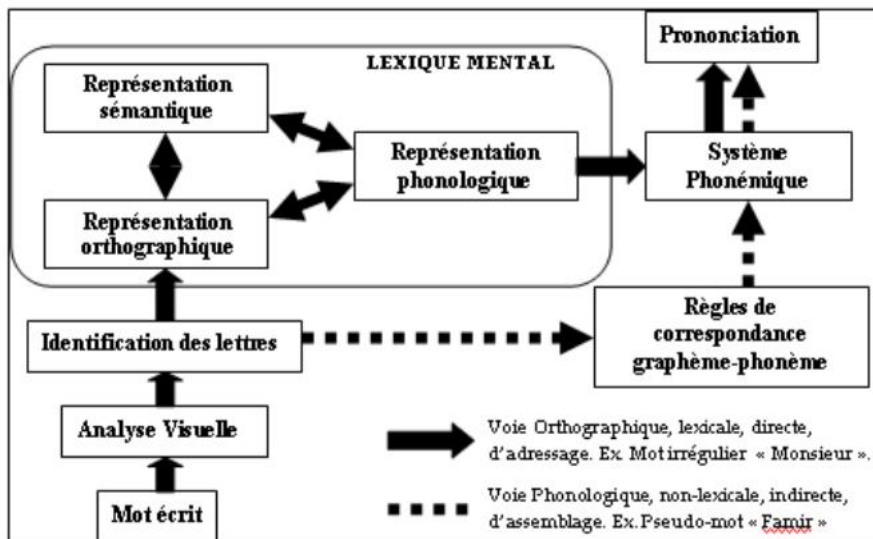 Prononciation
LEXIQUE MENTAL
Représentation
sémantique
Représentation
phonologique
Système
Phonémique
Représentation
orthographique
Identification des lettres
Règles de
correspondance
graphème-phonème
Analyse Visuelle
Mot écrit
Voie Orthographique, lexicale, directe,
d'adressage. Ex. Mot irrégulier « Monsieur ».
Voie Phonologique, non-lexicale, indirecte,
d'assemblage. Ex. Pseudo-mot « Famir »